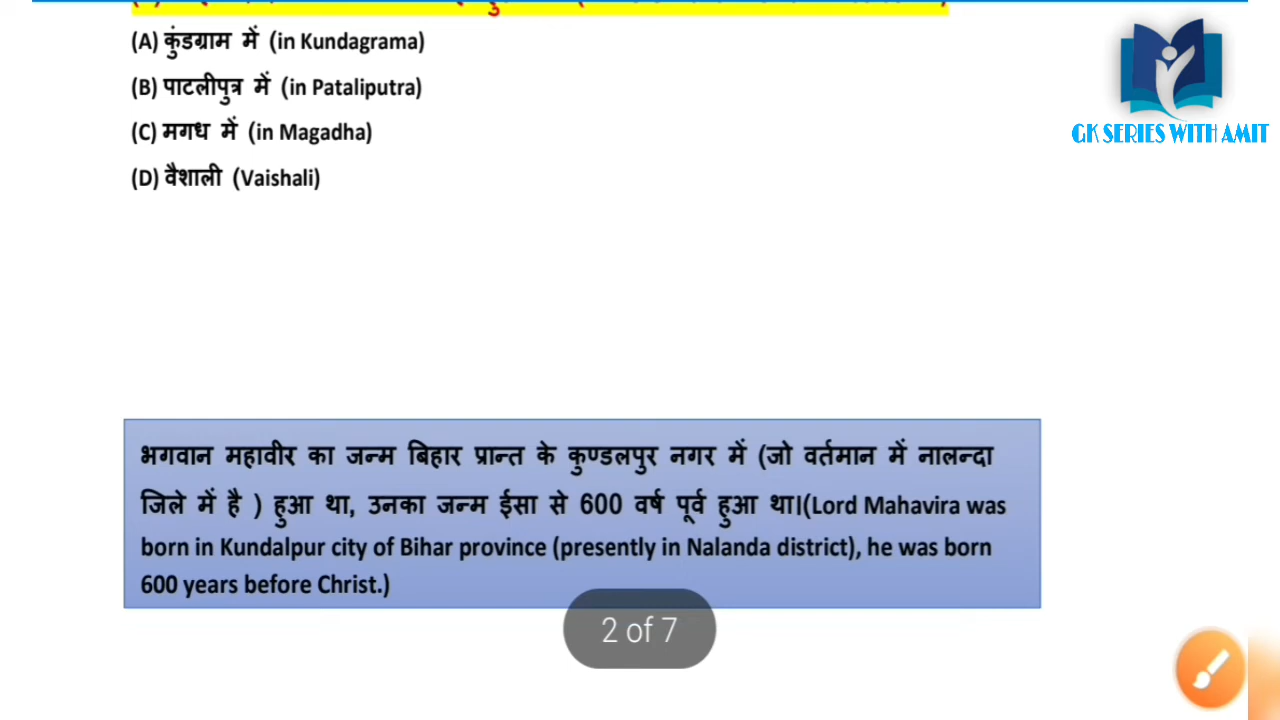 (A) कुंडग्राम में (in Kundagrama)
(B) पाटलीपुत्र में (in Pataliputra)
(C) मगध में (in Magadha)
(D) वैशाली (Vaishali)
GK SERIES WITH AMIT
भगवान महावीर का जन्म बिहार प्रान्त के कुण्डलपुर नगर में (जो वर्तमान में नालन्दा
जिले में है ) हुआ था, उनका जन्म ईसा से 600 वर्ष पूर्व हुआ था।(Lord Mahavira was
born in Kundalpur city of Bihar province (presently in Nalanda district), he was born
600 years before Christ.)
2 of 7